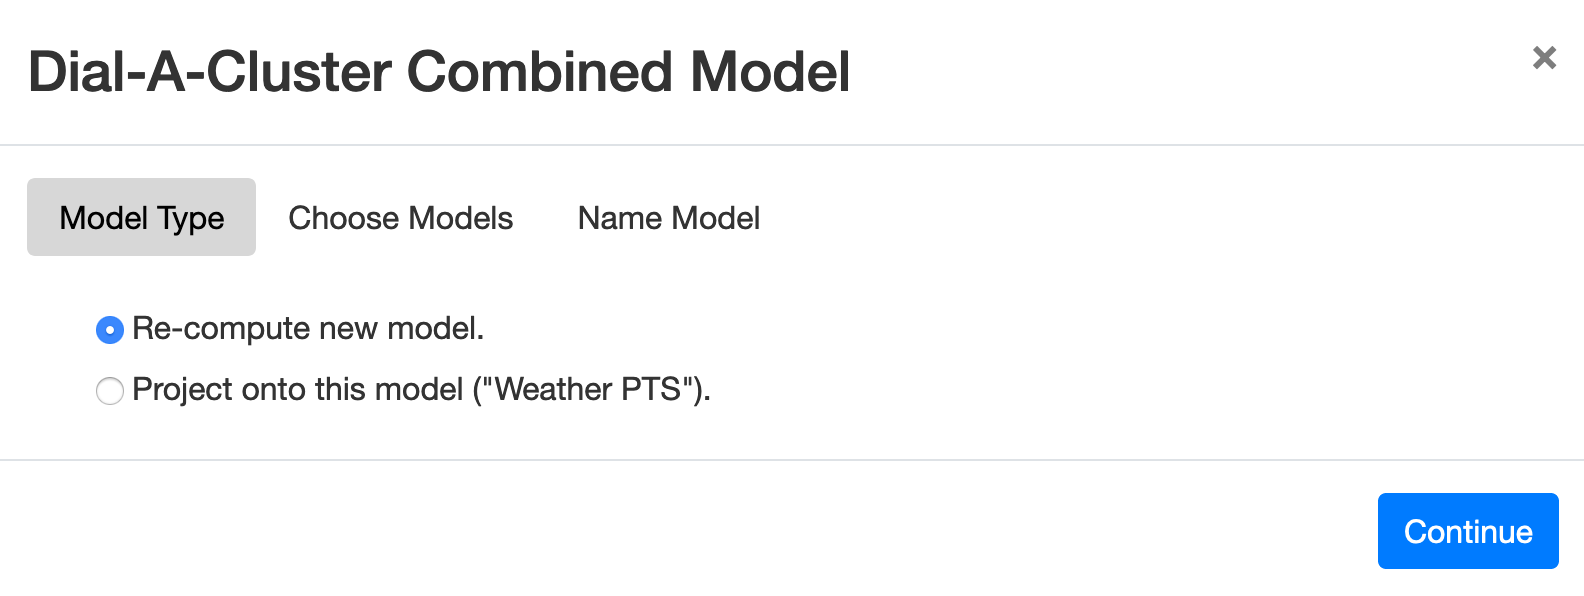 Dial-A-Cluster Combined Model
×
Model Type Choose Models Name Model
Re-compute new model.
Project onto this model ("Weather PTS").
Continue